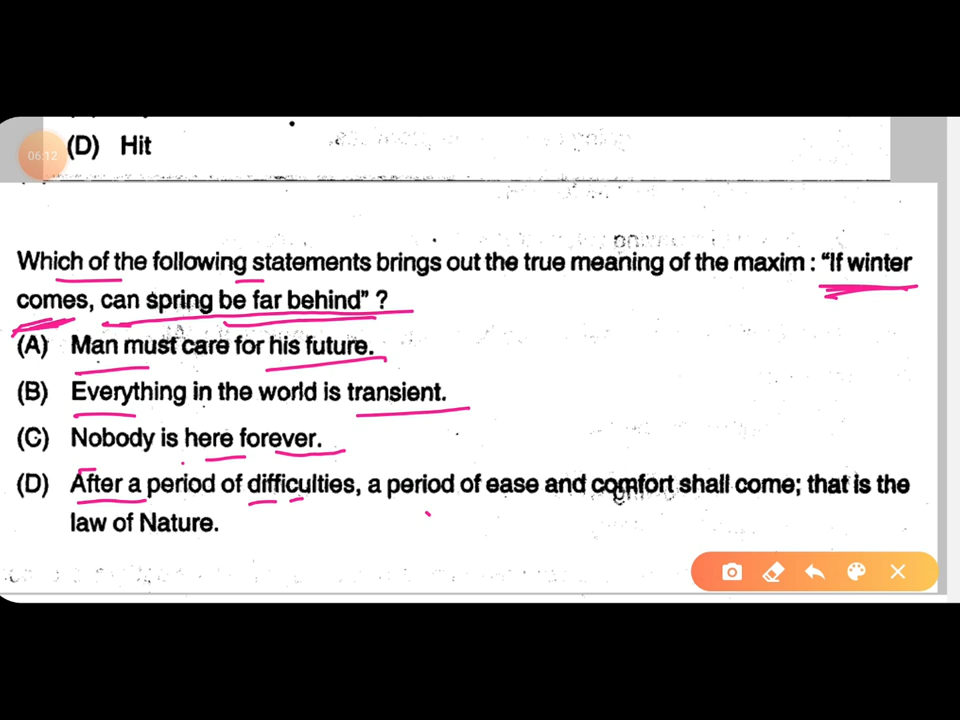 06:12
(D) Hit
Which of the following statements brings out the true meaning of the maxim : “If winter
comes, can spring be far behind” ?
(A) Man must care for his future.
(B) Everything in the world is transient.
(C) Nobody is here forever.
(D) After a period of difficulties, a period of ease and comfort shall come; that is the
law of Nature.